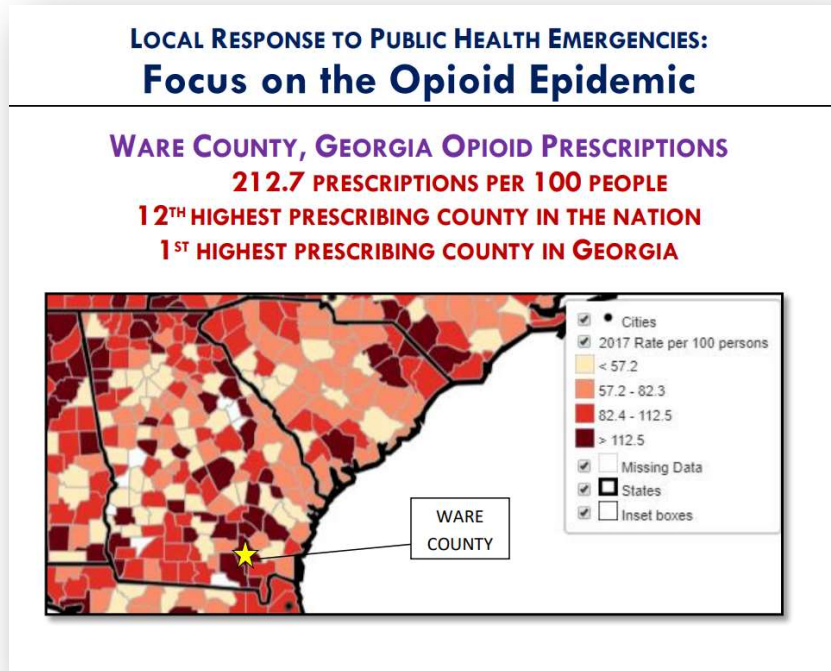 LOCAL RESPONSE TO PUBLIC HEALTH EMERGENCIES:
Focus on the Opioid Epidemic
WARE COUNTY, GEORGIA OPIOID PRESCRIPTIONS
212.7 PRESCRIPTIONS PER 100 PEOPLE
12TH HIGHEST PRESCRIBING COUNTY IN THE NATION
1ST HIGHEST PRESCRIBING COUNTY IN GEORGIA
Cities
2017 Rate per 100 persons
< 57.2
57.2 - 82.3
82.4 - 112.5
> 112.5
Missing Data
States
Inset boxes
WARE
COUNTY